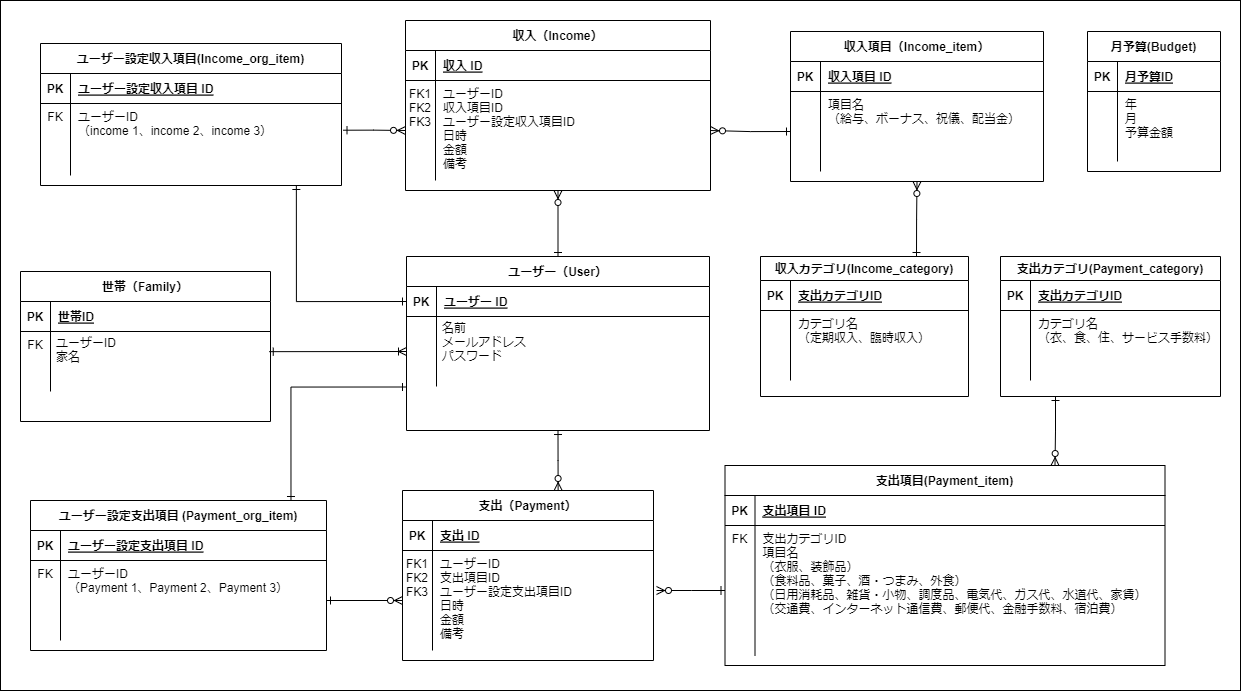 ユーザー設定収入項目(Income_org_item)
PK ユーザー設定収入項目 ID
FK ユーザーID
（income 1、income 2、income 3）
収入（Income）
PK 収入 ID
FK1 ユーザーID
FK2 収入項目ID
FK3 ユーザー設定収入項目ID
日時
金額
備考
収入項目（Income_item）
PK 収入項目 ID
項目名
（給与、ボーナス、祝儀、配当金）
月予算(Budget)
PK 月予算ID
年
月
予算金額
世帯（Family）
PK 世帯ID
FK ユーザーID
家名
ユーザー（User）
PK ユーザー ID
名前
メールアドレス
パスワード
収入カテゴリ(Income_category)
PK 支出カテゴリID
カテゴリ名
（定期収入、臨時収入）
支出カテゴリ(Payment_category)
PK 支出カテゴリID
カテゴリ名
（衣、食、住、サービス手数料）
ユーザー設定支出項目 (Payment_org_item)
PK ユーザー設定支出項目 ID
FK ユーザーID
（Payment 1、Payment 2、Payment 3）
支出（Payment）
PK 支出 ID
FK1 ユーザーID
FK2 支出項目ID
FK3 ユーザー設定支出項目ID
日時
金額
備考
支出項目(Payment_item)
PK 支出項目 ID
FK 支出カテゴリID
項目名
（衣服、装飾品）
（食料品、菓子、酒・つまみ、外食）
（日用消耗品、雑貨・小物、調度品、電気代、ガス代、水道代、家賃）
（交通費、インターネット通信費、郵便代、金融手数料、宿泊費）